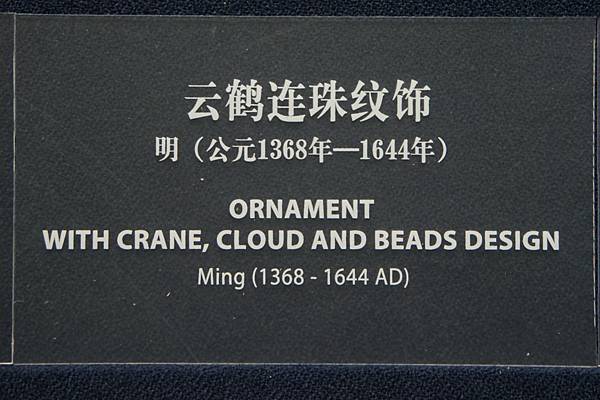 云鹤连珠纹饰
明（公元1368年—1644年）
ORNAMENT
WITH CRANE, CLOUD AND BEADS DESIGN
Ming (1368 - 1644 AD)